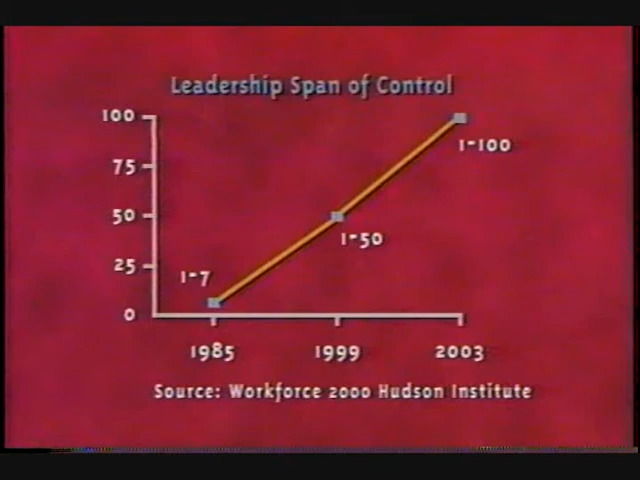 Leadership Span of Control
100
1-100
75
50
1-50
25
1-7
0
1985 1999 2003
Source: Workforce 2000 Hudson Institute